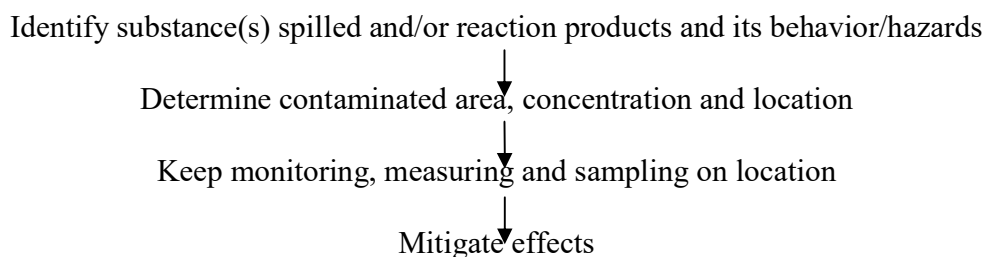 Identify substance(s) spilled and/or reaction products and its behavior/hazards
Determine contaminated area, concentration and location
Keep monitoring, measuring and sampling on location
Mitigate effects